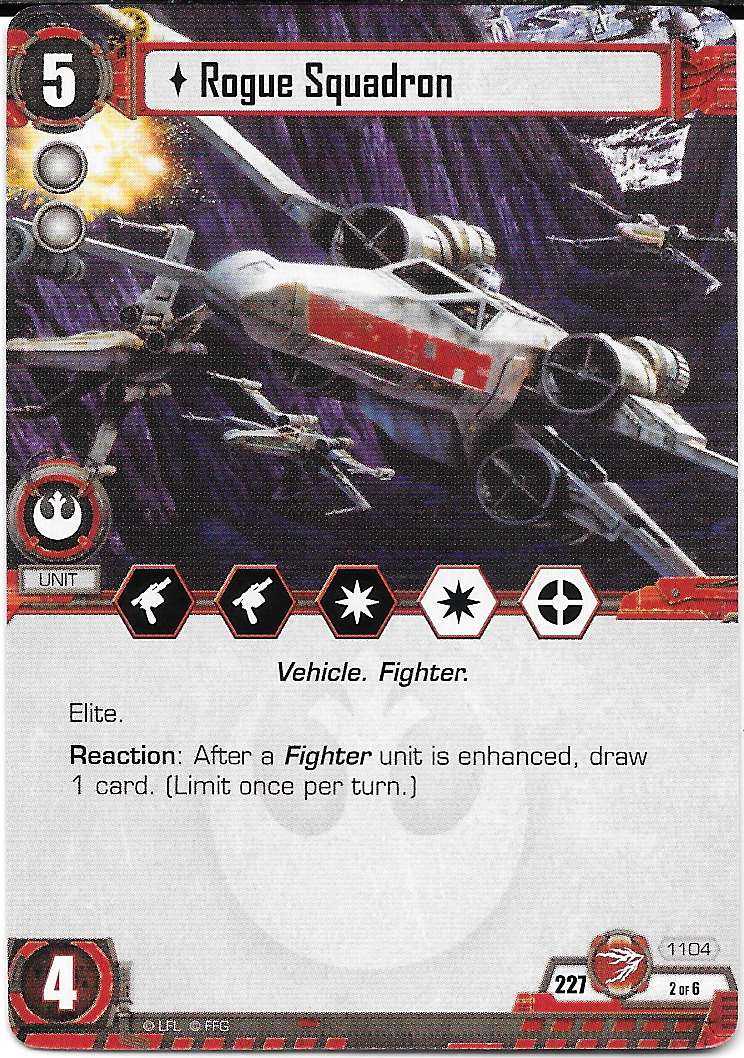 5
Rogue Squadron
UNIT
Vehicle. Fighter.
Elite.
Reaction: After a Fighter unit is enhanced, draw
1 card. (Limit once per turn.)
4
1104
227
2 OF 6
© LFL © FFG